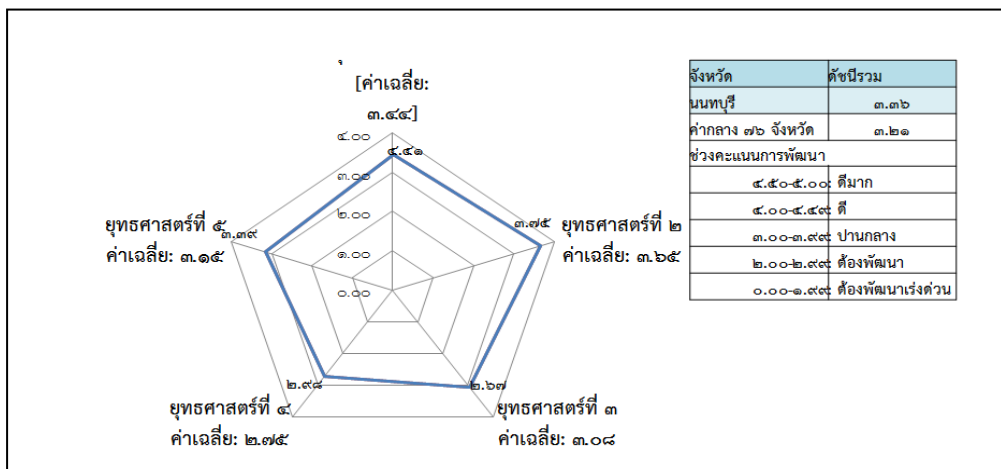 [ค่าเฉลี่ย:
๓.๔๔]
๔.๐๐
๔.๔๑
๓.๐๐
๒.๐๐
๑.๐๐
๐.๐๐
๓.๗๕
ยุทธศาสตร์ที่ ๒
ค่าเฉลี่ย: ๓.๖๕
ยุทธศาสตร์ที่ ๕
๓.๓๙
ค่าเฉลี่ย: ๓.๑๕
๒.๙๘
ยุทธศาสตร์ที่ ๔
ค่าเฉลี่ย: ๒.๗๕
๒.๖๗
ยุทธศาสตร์ที่ ๓
ค่าเฉลี่ย: ๓.๐๘
จังหวัด ดัชนีรวม
นนทบุรี ๓.๓๖
ค่ากลาง ๗๖ จังหวัด ๓.๒๑
ช่วงคะแนนการพัฒนา
๔.๕๐-๕.๐๐: ดีมาก
๔.๐๐-๔.๔๙: ดี
๓.๐๐-๓.๙๙: ปานกลาง
๒.๐๐-๒.๙๙: ต้องพัฒนา
๐.๐๐-๑.๙๙: ต้องพัฒนาเร่งด่วน